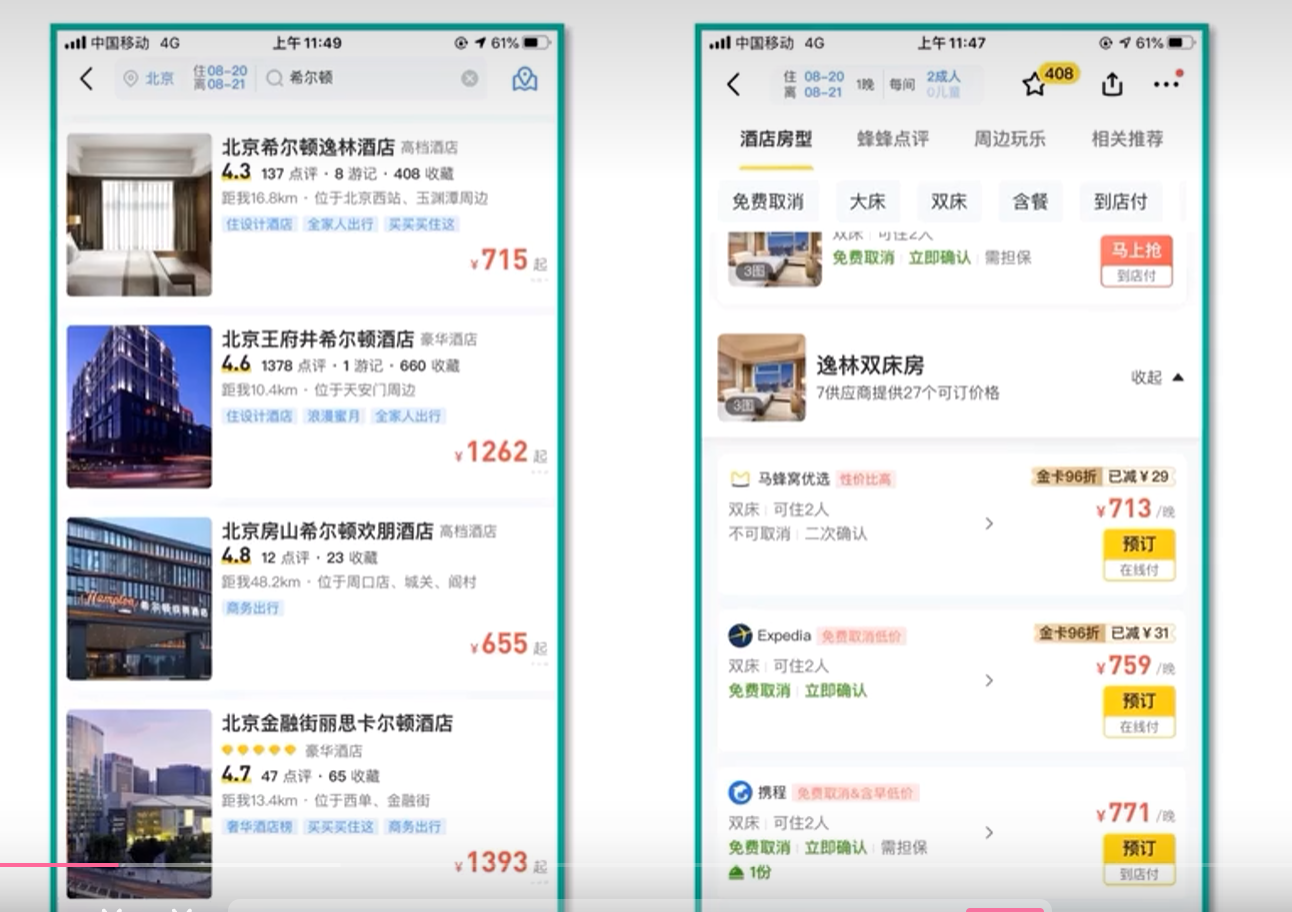 中国移动 4G 上午11:49 61%
北京 住08-20 离08-21 希尔顿
北京希尔顿逸林酒店 高档酒店
4.3 137 点评 · 8 游记 · 408 收藏
距我16.8km · 位于北京西站、玉渊潭周边
住设计酒店 全家人出行 买买买住这
¥715 起
北京王府井希尔顿酒店 豪华酒店
4.6 1378 点评 · 1 游记 · 660 收藏
距我10.4km · 位于天安门周边
住设计酒店 浪漫蜜月 全家人出行
¥1262 起
北京房山希尔顿欢朋酒店 高档酒店
4.8 12 点评 · 23 收藏
距我48.2km · 位于周口店、城关、阎村
商务出行
¥655 起
Hampton 希尔顿欢朋酒店
北京金融街丽思卡尔顿酒店
豪华酒店
4.7 47 点评 · 65 收藏
距我13.4km · 位于西单、金融街
奢华酒店榜 买买买住这 商务出行
¥1393 起
中国移动 4G 上午11:47 61%
住 08-20 离 08-21 1晚 每间 2成人 0儿童 408
酒店房型 蜂蜂点评 周边玩乐 相关推荐
免费取消 大床 双床 含餐 到店付
双床 可住2人
3图 免费取消 立即确认 需担保 马上抢
到店付
逸林双床房
3图 7供应商提供27个可订价格 收起
马蜂窝优选 性价比高 金卡96折 已减¥29
双床 可住2人 ¥713 /晚
不可取消 二次确认 预订
在线付
Expedia 免费取消低价 金卡96折 已减¥31
双床 可住2人 ¥759 /晚
免费取消 立即确认 预订
在线付
携程 免费取消&含早低价
双床 可住2人 ¥771 /晚
免费取消 立即确认 需担保 预订
1份 到店付